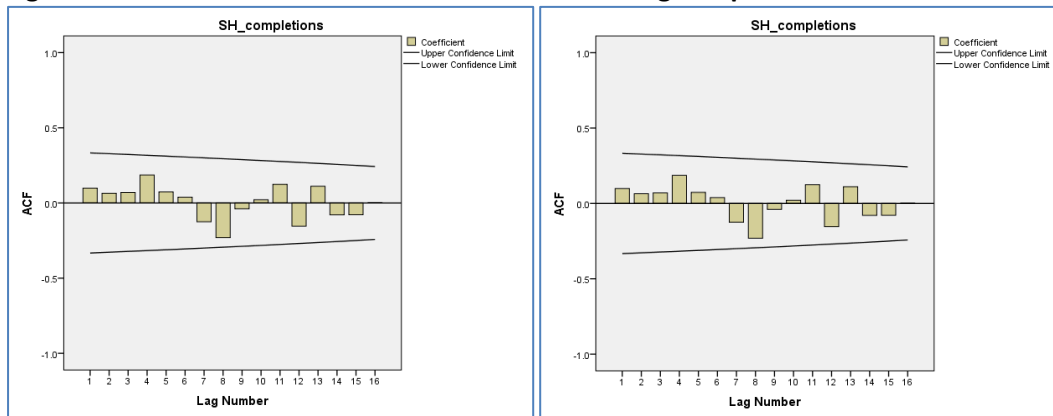 SH_completions
Coefficient
Upper Confidence Limit
Lower Confidence Limit
1.0
0.5
0.0
-0.5
-1.0
ACF
1 2 3 4 5 6 7 8 9 10 11 12 13 14 15 16
Lag Number
SH_completions
Coefficient
Upper Confidence Limit
Lower Confidence Limit
1.0
0.5
0.0
-0.5
-1.0
ACF
1 2 3 4 5 6 7 8 9 10 11 12 13 14 15 16
Lag Number